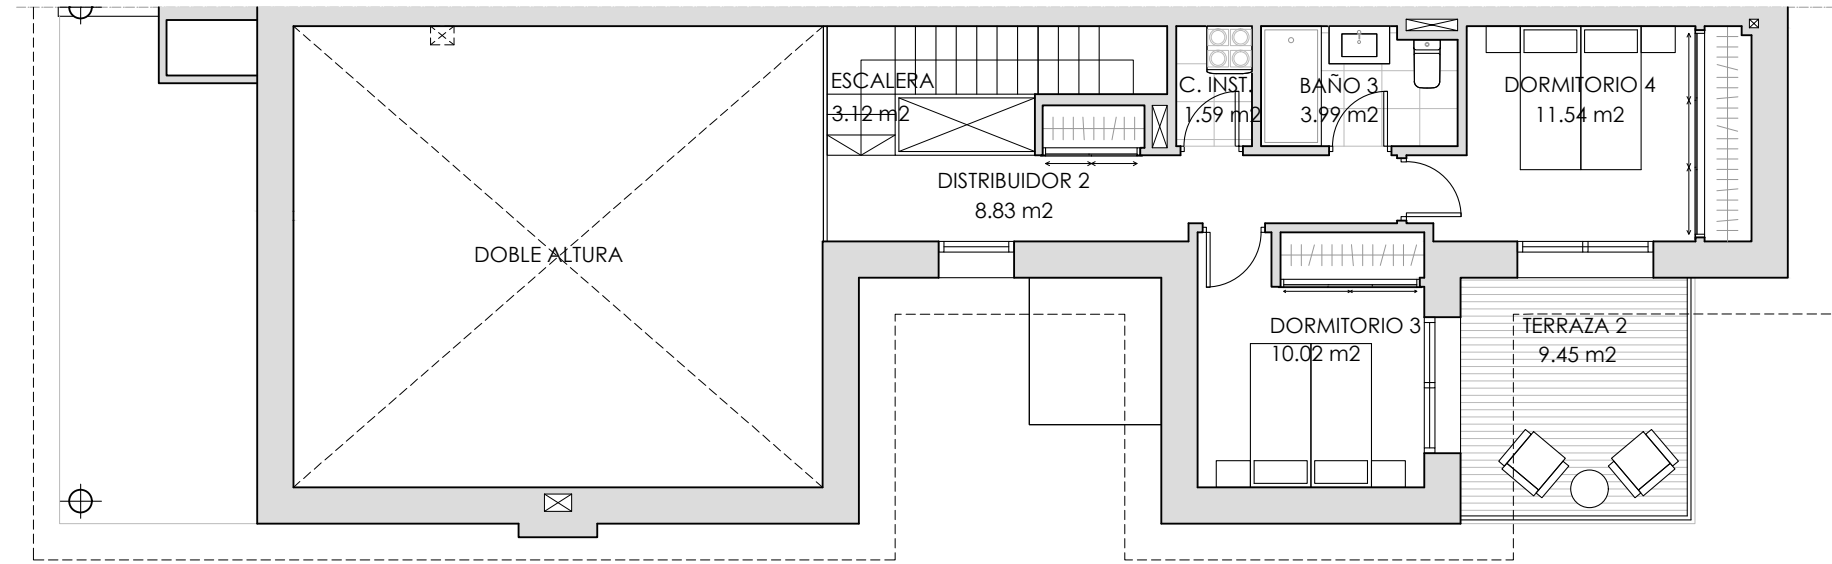 ESCALERA
3.12 m2
C. INST.
1.59 m2
BAÑO 3
3.99 m2
DORMITORIO 4
11.54 m2
DISTRIBUIDOR 2
8.83 m2
DOBLE ALTURA
DORMITORIO 3
10.02 m2
TERRAZA 2
9.45 m2